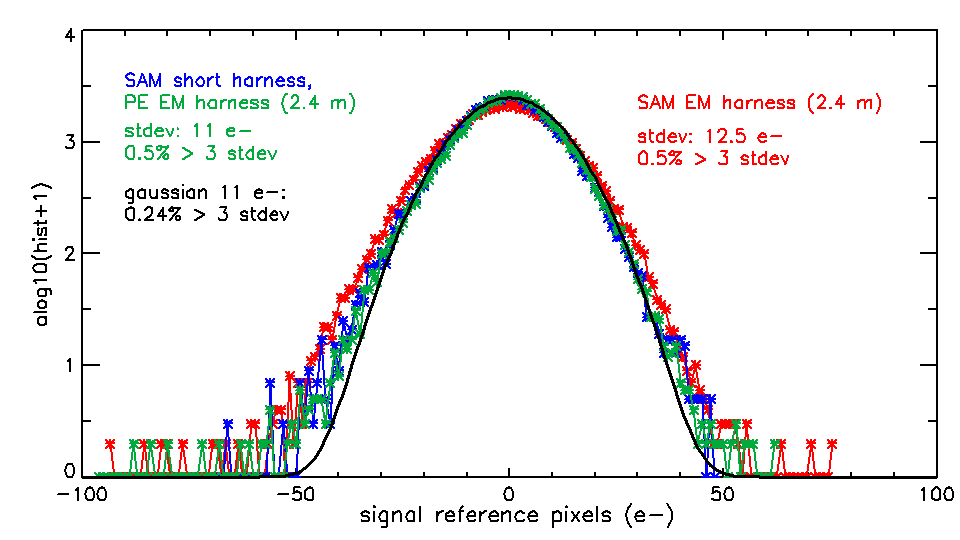 4
SAM short harness,
PE EM harness (2.4 m)
SAM EM harness (2.4 m)
stdev: 11 e-
stdev: 12.5 e-
0.5% > 3 stdev
0.5% > 3 stdev
3
gaussian 11 e-:
0.24% > 3 stdev
alog10(hist+1)
2
1
0
-100
-50
0
50
100
signal reference pixels (e-)